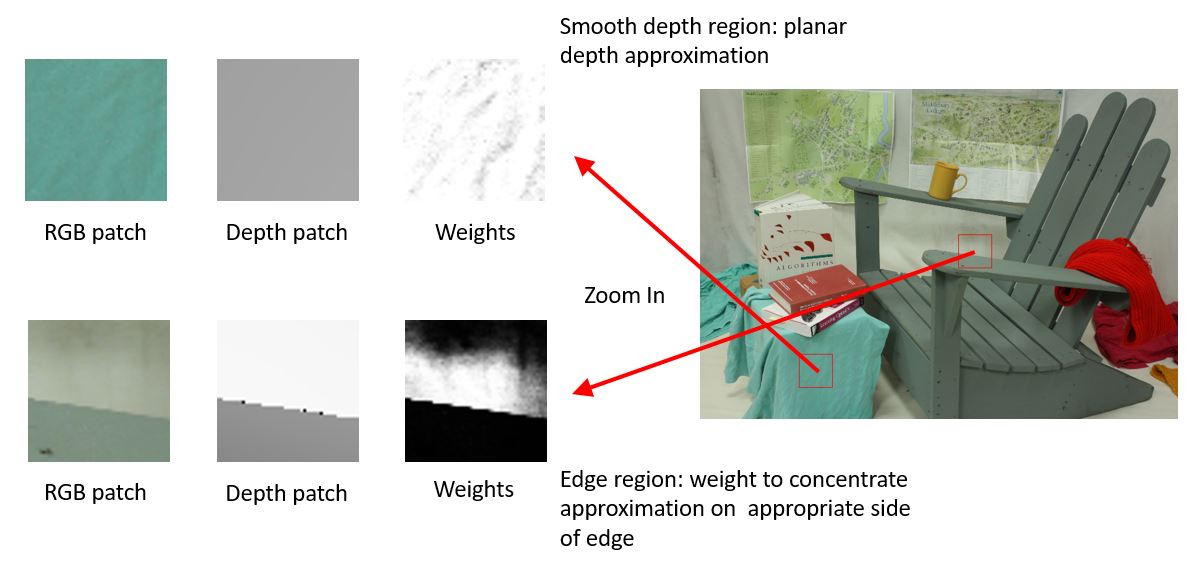 Smooth depth region: planar
depth approximation
RGB patch
Depth patch
Weights
Zoom In
ALGORITHMS
RGB patch
Depth patch
Weights
Edge region: weight to concentrate
approximation on  appropriate side
of edge